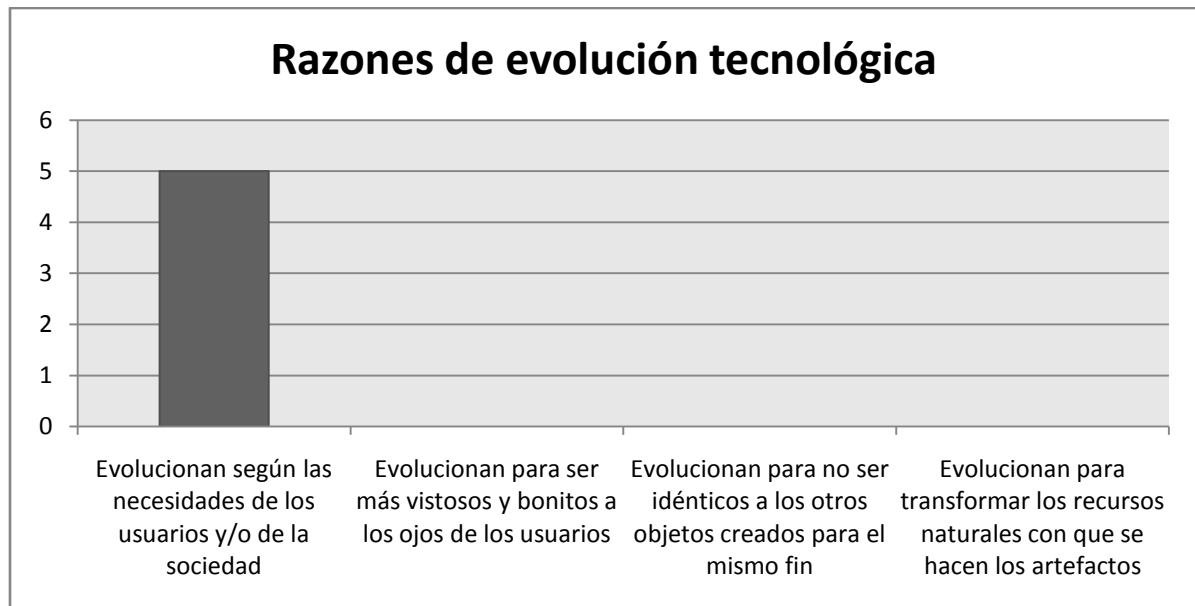 Razones de evolución tecnológica
6
5
4
3
2
1
0
Evolucionan según las
necesidades de los
usuarios y/o de la
sociedad
Evolucionan para ser
más vistosos y bonitos a
los ojos de los usuarios
Evolucionan para no ser
idénticos a los otros
objetos creados para el
mismo fin
Evolucionan para
transformar los recursos
naturales con que se
hacen los artefactos